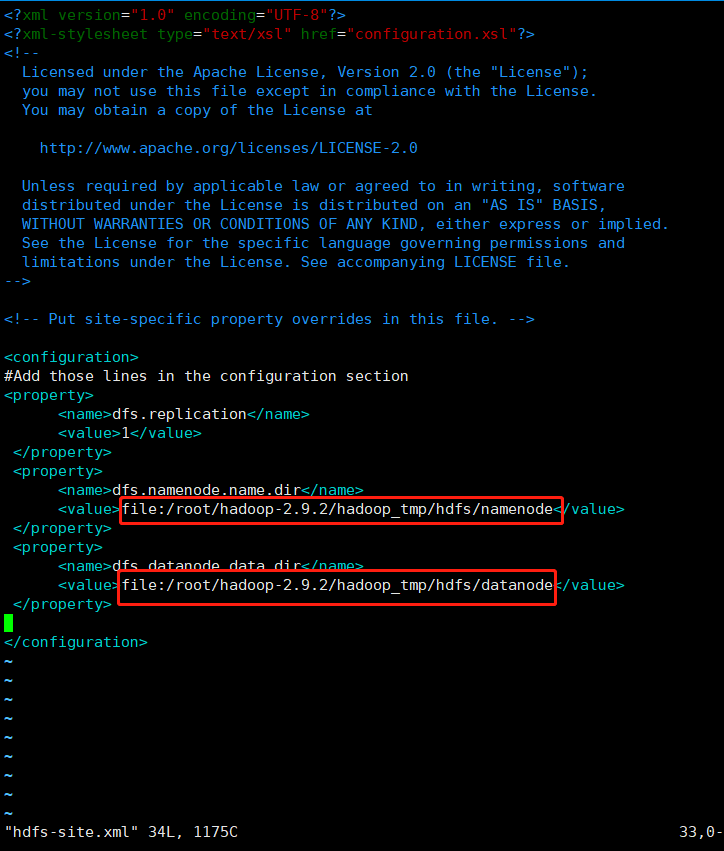 <?xml version="1.0" encoding="UTF-8"?>
<?xml-stylesheet type="text/xsl" href="configuration.xsl"?>
<!--
  Licensed under the Apache License, Version 2.0 (the "License");
  you may not use this file except in compliance with the License.
  You may obtain a copy of the License at

    http://www.apache.org/licenses/LICENSE-2.0

  Unless required by applicable law or agreed to in writing, software
  distributed under the License is distributed on an "AS IS" BASIS,
  WITHOUT WARRANTIES OR CONDITIONS OF ANY KIND, either express or implied.
  See the License for the specific language governing permissions and
  limitations under the License. See accompanying LICENSE file.
-->

<!-- Put site-specific property overrides in this file. -->

<configuration>
#Add those lines in the configuration section
<property>
      <name>dfs.replication</name>
      <value>1</value>
 </property>
 <property>
      <name>dfs.namenode.name.dir</name>
      <value>file:/root/hadoop-2.9.2/hadoop_tmp/hdfs/namenode</value>
 </property>
 <property>
      <name>dfs.datanode.data.dir</name>
      <value>file:/root/hadoop-2.9.2/hadoop_tmp/hdfs/datanode</value>
 </property>

</configuration>
~
~
~
~
~
~
~
~
~
"hdfs-site.xml" 34L, 1175C 33,0-